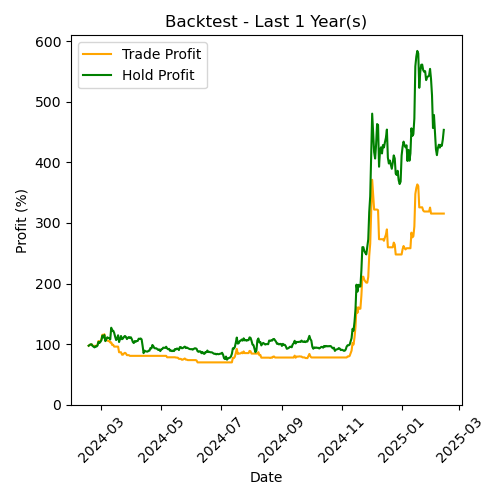 Backtest - Last 1 Year(s)
Trade Profit
Hold Profit
Profit (%)
600
500
400
300
200
100
0
2024-03
2024-05
2024-07
2024-09
2024-11
2025-01
2025-03
Date